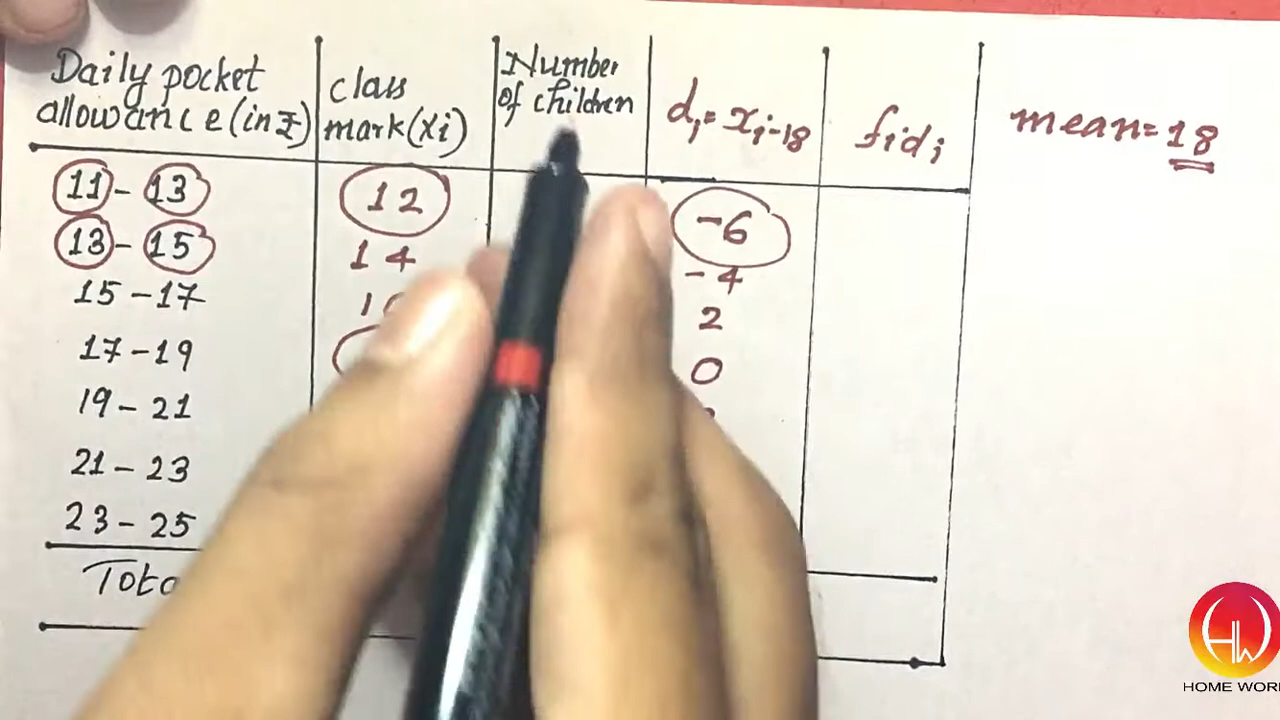 Daily pocket allowance (in ₹)
class mark (xi)
Number of children
di = xi-18
fidi
mean = 18
11 - 13
12
-6
13 - 15
14
-4
15 - 17
2
17 - 19
0
19 - 21
21 - 23
23 - 25
HOME WOR